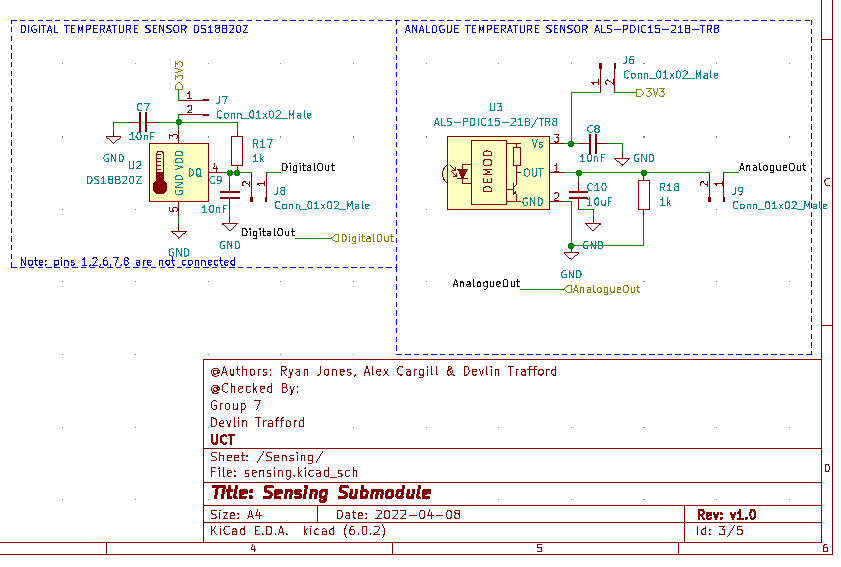 DIGITAL TEMPERATURE SENSOR DS18B20Z
3V3
1
J7
2
Conn_01x02_Male
C7
10nF
GND
3
R17
1k
U2
DS18B20Z
VDD
GND
DQ
4
5
C9
10nF
GND
GND
DigitalOut
2
1
J8
Conn_01x02_Male
DigitalOut
DigitalOut
Note: pins 1,2,6,7,8 are not connected
ANALOGUE TEMPERATURE SENSOR ALS-PDIC15-21B-TR8
J6
Conn_01x02_Male
1
2
3V3
U3
ALS-PDIC15-21B/TR8
DEMOD
Vs
3
OUT
1
GND
2
C8
10nF
GND
C10
10uF
GND
GND
R18
1k
AnalogueOut
2
1
J9
Conn_01x02_Male
AnalogueOut
AnalogueOut
C
@Authors: Ryan Jones, Alex Cargill & Devlin Trafford
@Checked By:
Group 7
Devlin Trafford
UCT
Sheet: /Sensing/
File: sensing.kicad_sch
Title: Sensing Submodule
Size: A4
Date: 2022-04-08
Rev: v1.0
KiCad E.D.A.  kicad (6.0.2)
Id: 3/5
D
4
5
6